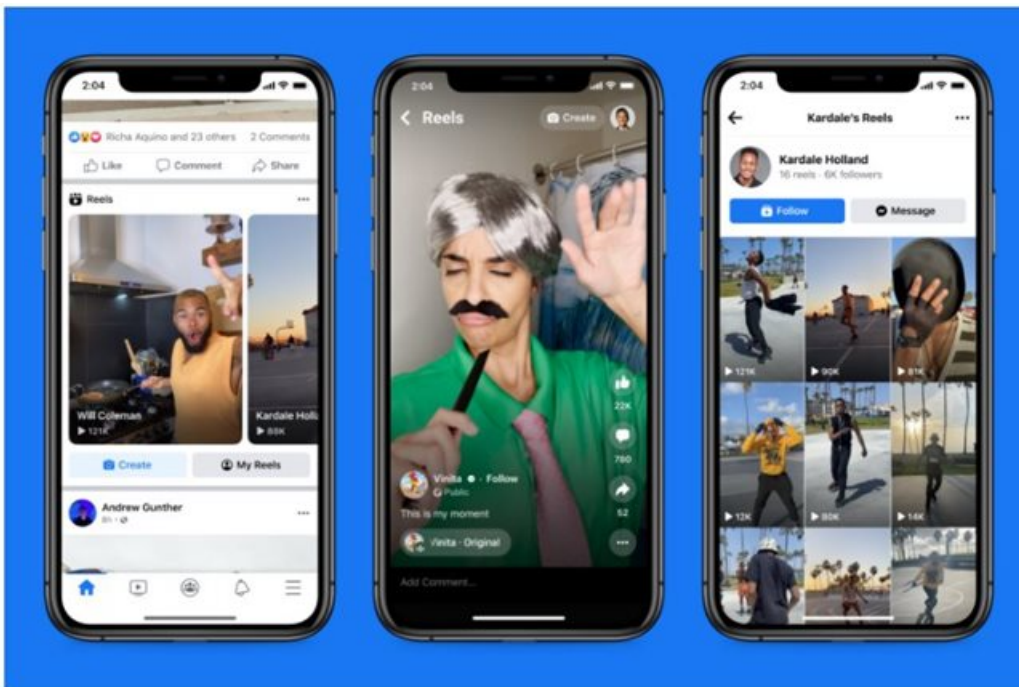 2:04
Richa Aquino and 23 others 2 Comments
Like Comment Share
Reels
Will Coleman
121K
Kardale Holla
88K
Create My Reels
Andrew Gunther
8h
2:04
Reels Create
22K
780
Vinita · Follow
Public
52
This is my moment
Vinita · Original
Add Comment...
2:04
Kardale's Reels
Kardale Holland
16 reels · 6K followers
Follow Message
121K 90K 81K
12K 80K 14K